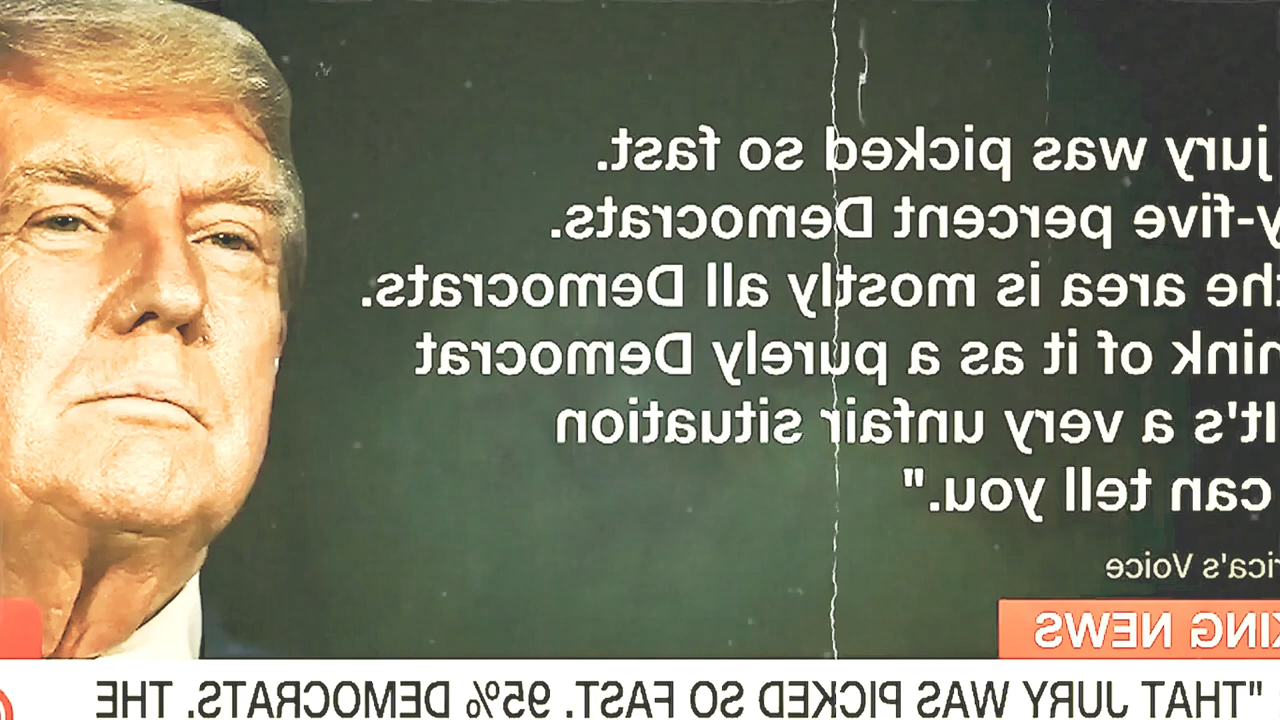 jury was picked so fast.
y-five percent Democrats.
he area is mostly all Democrats.
hink of it as a purely Democrat
It's a very unfair situation
can tell you."
rica's Voice
KING NEWS
"THAT JURY WAS PICKED SO FAST. 95% DEMOCRATS. THE